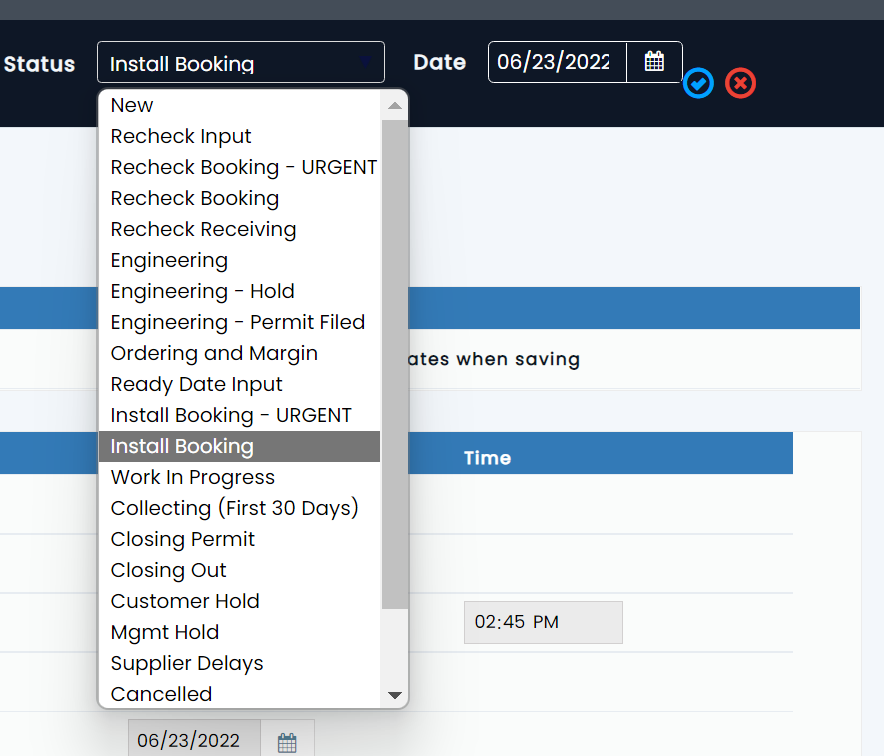 Status
Install Booking
Date
06/23/2022
New
Recheck Input
Recheck Booking - URGENT
Recheck Booking
Recheck Receiving
Engineering
Engineering - Hold
Engineering - Permit Filed
Ordering and Margin
ates when saving
Ready Date Input
Install Booking - URGENT
Install Booking
Time
Work In Progress
Collecting (First 30 Days)
Closing Permit
Closing Out
Customer Hold
02:45 PM
Mgmt Hold
Supplier Delays
Cancelled
06/23/2022